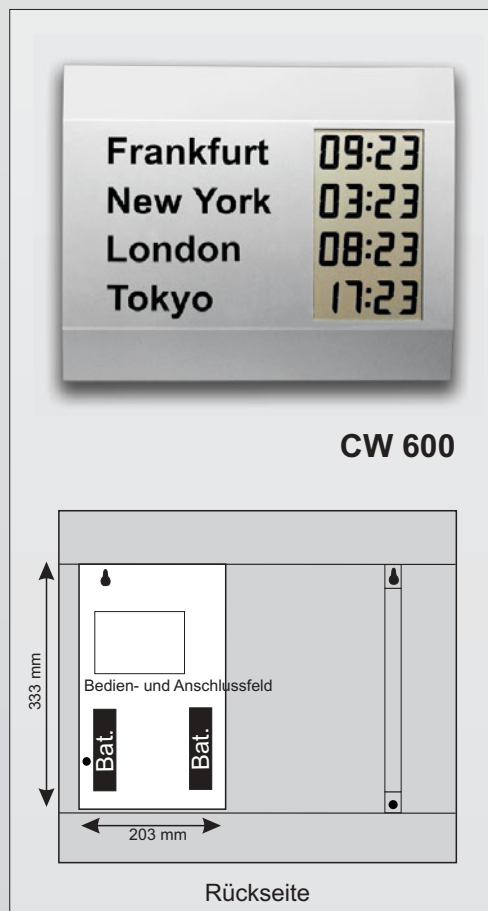 Frankfurt 09:23
New York 03:23
London 08:23
Tokyo 17:23
CW 600
333 mm
Bedien- und Anschlussfeld
Bat. Bat.
203 mm
Rückseite